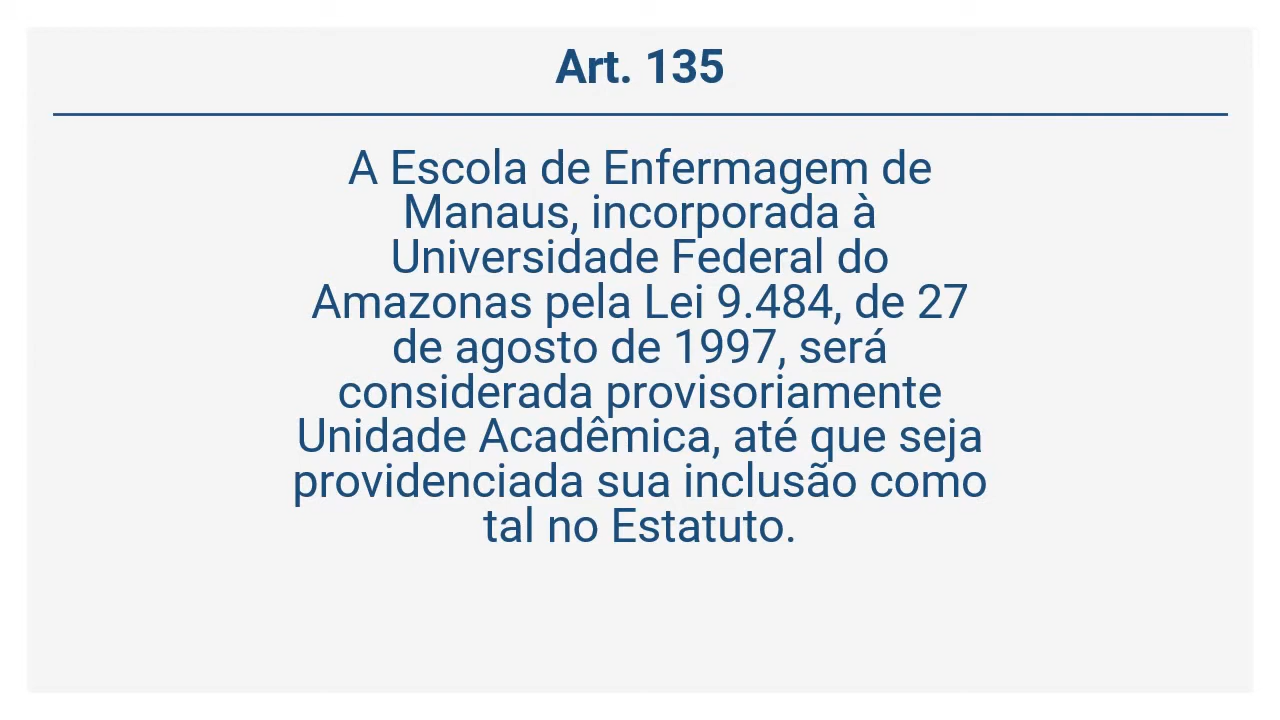 Art. 135
A Escola de Enfermagem de
Manaus, incorporada à
Universidade Federal do
Amazonas pela Lei 9.484, de 27
de agosto de 1997, será
considerada provisoriamente
Unidade Acadêmica, até que seja
providenciada sua inclusão como
tal no Estatuto.